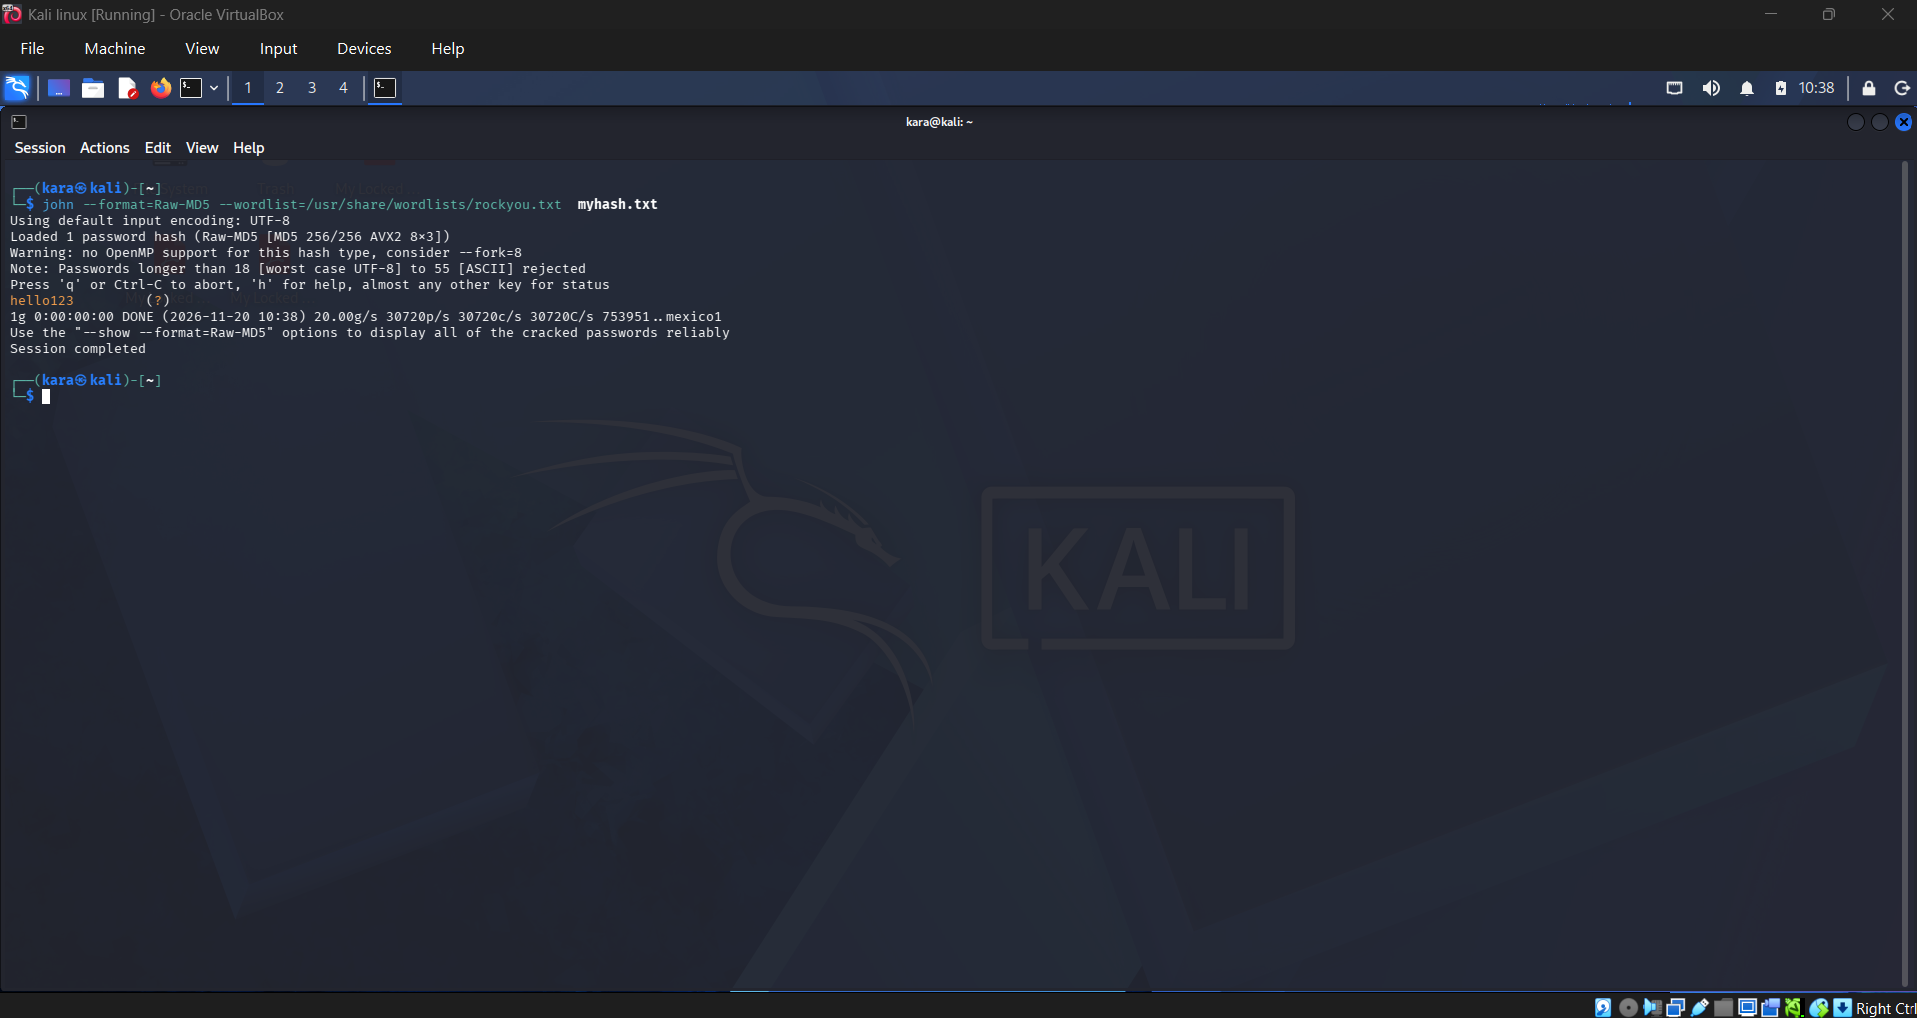 Kali linux [Running] - Oracle VirtualBox
File Machine View Input Devices Help
1 2 3 4 10:38
kara@kali: ~
Session Actions Edit View Help
┌──(kara㉿kali)-[~]
└─$ john --format=Raw-MD5 --wordlist=/usr/share/wordlists/rockyou.txt  myhash.txt
Using default input encoding: UTF-8
Loaded 1 password hash (Raw-MD5 [MD5 256/256 AVX2 8×3])
Warning: no OpenMP support for this hash type, consider --fork=8
Note: Passwords longer than 18 [worst case UTF-8] to 55 [ASCII] rejected
Press 'q' or Ctrl-C to abort, 'h' for help, almost any other key for status
hello123         (?)
1g 0:00:00:00 DONE (2026-11-20 10:38) 20.00g/s 30720p/s 30720c/s 30720C/s 753951..mexico1
Use the "--show --format=Raw-MD5" options to display all of the cracked passwords reliably
Session completed
┌──(kara㉿kali)-[~]
└─$
KALI
Right Ctrl